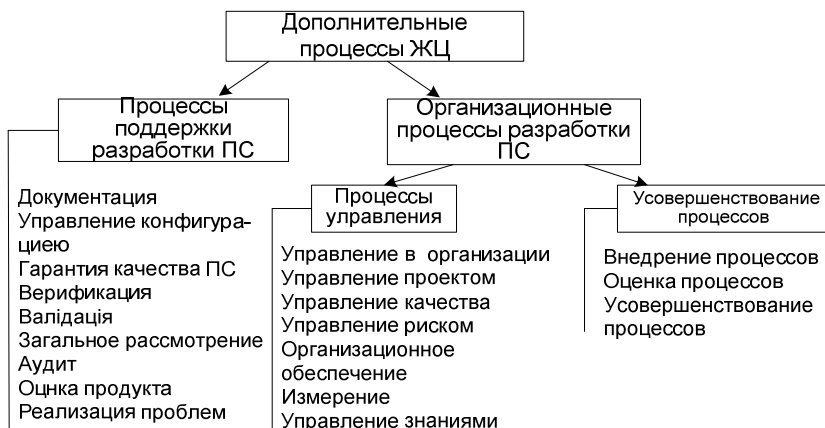 Дополнительные
процессы ЖЦ
Процессы
поддержки
разработки ПС
Организационные
процессы разработки
ПС
Документация
Управление конфигура-
циею
Гарантия качества ПС
Верификация
Валідація
Загальное рассмотрение
Аудит
Оцнка продукта
Реализация проблем
Процессы
улравления
Управление в организации
Управление проектом
Управление качества
Управление риском
Организационное
обеспечение
Измерение
Управление знаниями
Усовершенствование
процессов
Внедрение процессов
Оценка процессов
Усовершенствование
процессов